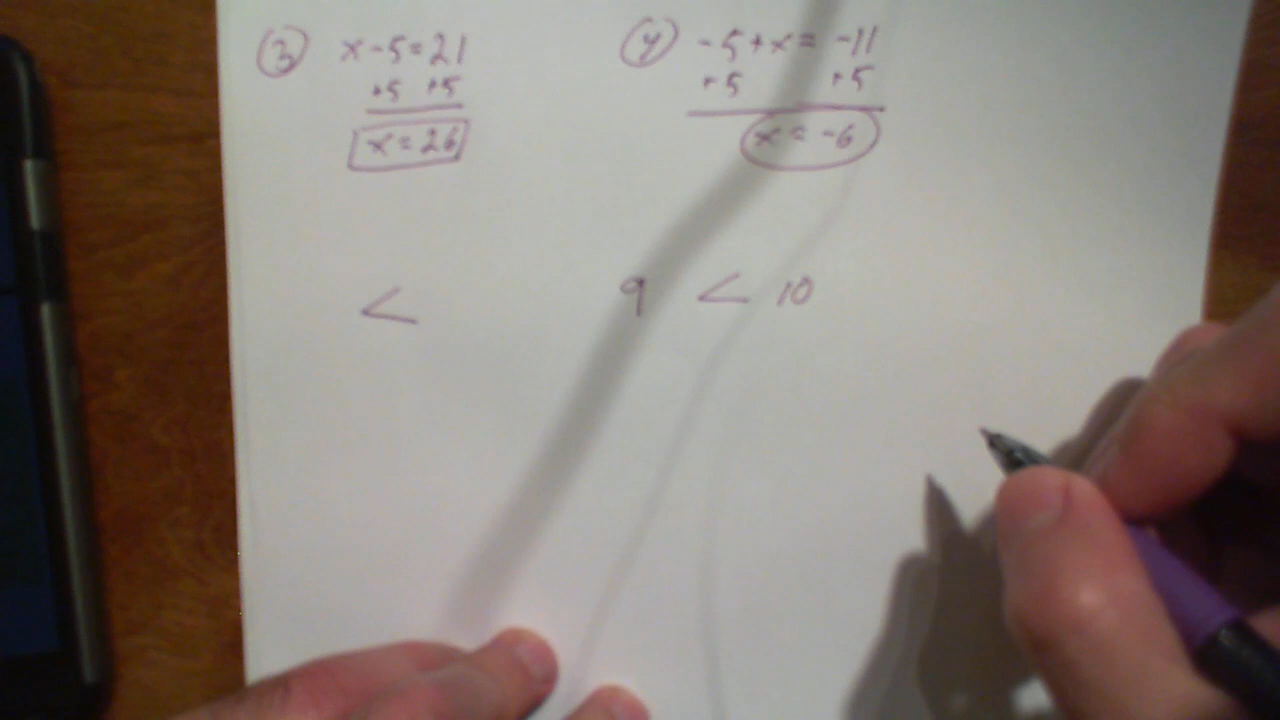 ③ x-5=21
+5 +5
x=26
④ -5+x= -11
+5 +5
x= -6
<
9 < 10